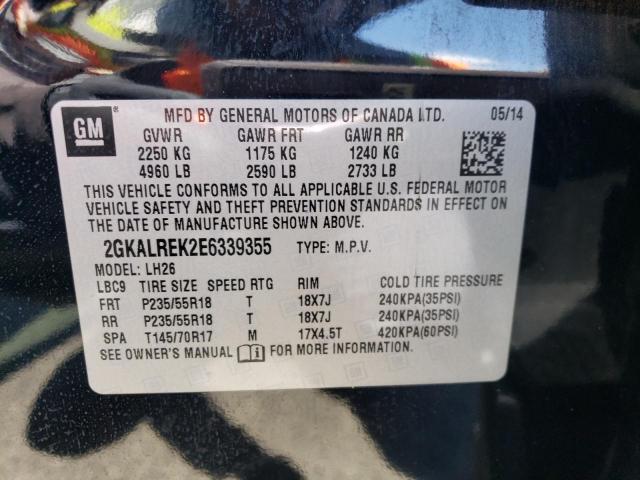 GM
MFD BY GENERAL MOTORS OF CANADA LTD. 05/14
GVWR GAWR FRT GAWR RR
2250 KG 1175 KG 1240 KG
4960 LB 2590 LB 2733 LB
THIS VEHICLE CONFORMS TO ALL APPLICABLE U.S. FEDERAL MOTOR
VEHICLE SAFETY AND THEFT PREVENTION STANDARDS IN EFFECT ON
THE DATE OF MANUFACTURE SHOWN ABOVE.
2GKALREK2E6339355 TYPE: M.P.V.
MODEL: LH26
LBC9 TIRE SIZE SPEED RTG RIM COLD TIRE PRESSURE
FRT P235/55R18 T 18X7J 240KPA(35PSI)
RR P235/55R18 T 18X7J 240KPA(35PSI)
SPA T145/70R17 M 17X4.5T 420KPA(60PSI)
SEE OWNER'S MANUAL FOR MORE INFORMATION.